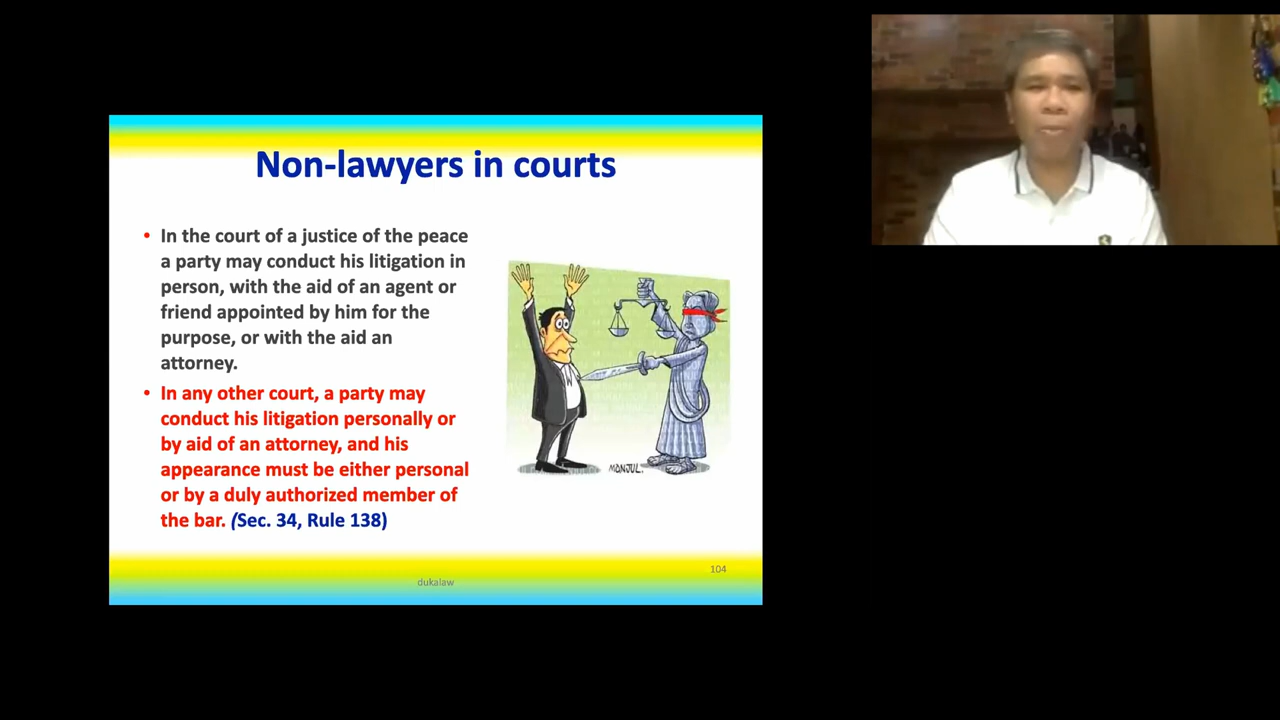 Non-lawyers in courts
• In the court of a justice of the peace
a party may conduct his litigation in
person, with the aid of an agent or
friend appointed by him for the
purpose, or with the aid an
attorney.
• In any other court, a party may
conduct his litigation personally or
by aid of an attorney, and his
appearance must be either personal
or by a duly authorized member of
the bar. (Sec. 34, Rule 138)
MANJUL
104
dukalaw